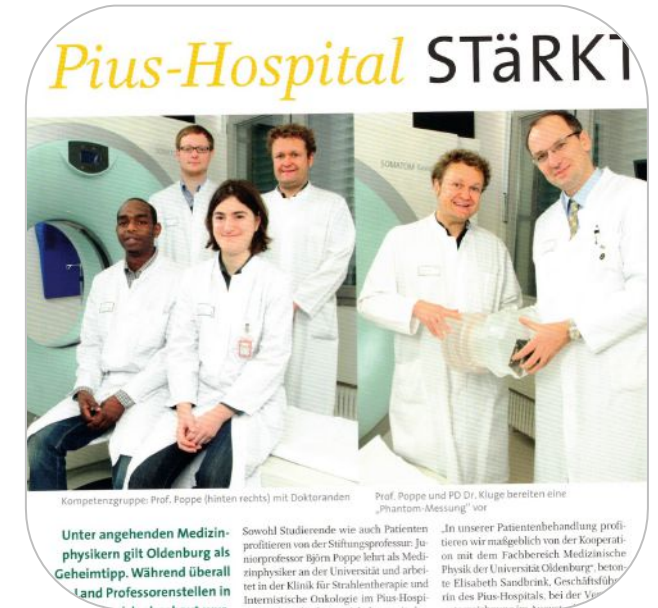 Pius-Hospital STäRKT
SOMATOM
Kompetenzgruppe: Prof. Poppe (hinten rechts) mit Doktoranden
Prof. Poppe und PD Dr. Kluge bereiten eine
„Phantom-Messung" vor
Unter angehenden Medizin-
physikern gilt Oldenburg als
Geheimtipp. Während überall
Land Professorenstellen in
Sowohl Studierende wie auch Patienten
profitieren von der Stiftungsprofessur: Ju-
niorprofessor Björn Poppe lehrt als Medi-
zinphysiker an der Universität und arbei-
tet in der Klinik für Strahlentherapie und
Internistische Onkologie im Pius-Hospi-
„In unserer Patientenbehandlung profi-
tieren wir maßgeblich von der Kooperati-
on mit dem Fachbereich Medizinische
Physik der Universität Oldenburg", beton-
te Elisabeth Sandbrink, Geschäftsfüh
rin des Pius-Hospitals, bei der